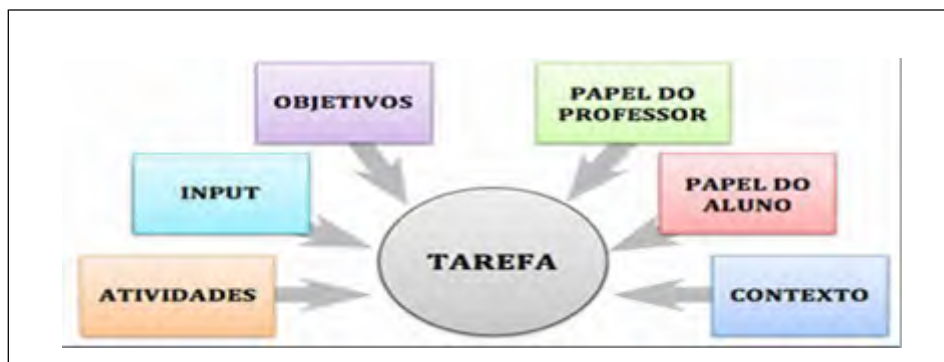 OBJETIVOS
PAPEL DO
PROFESSOR
INPUT
PAPEL DO
ALUNO
TAREFA
ATIVIDADES
CONTEXTO